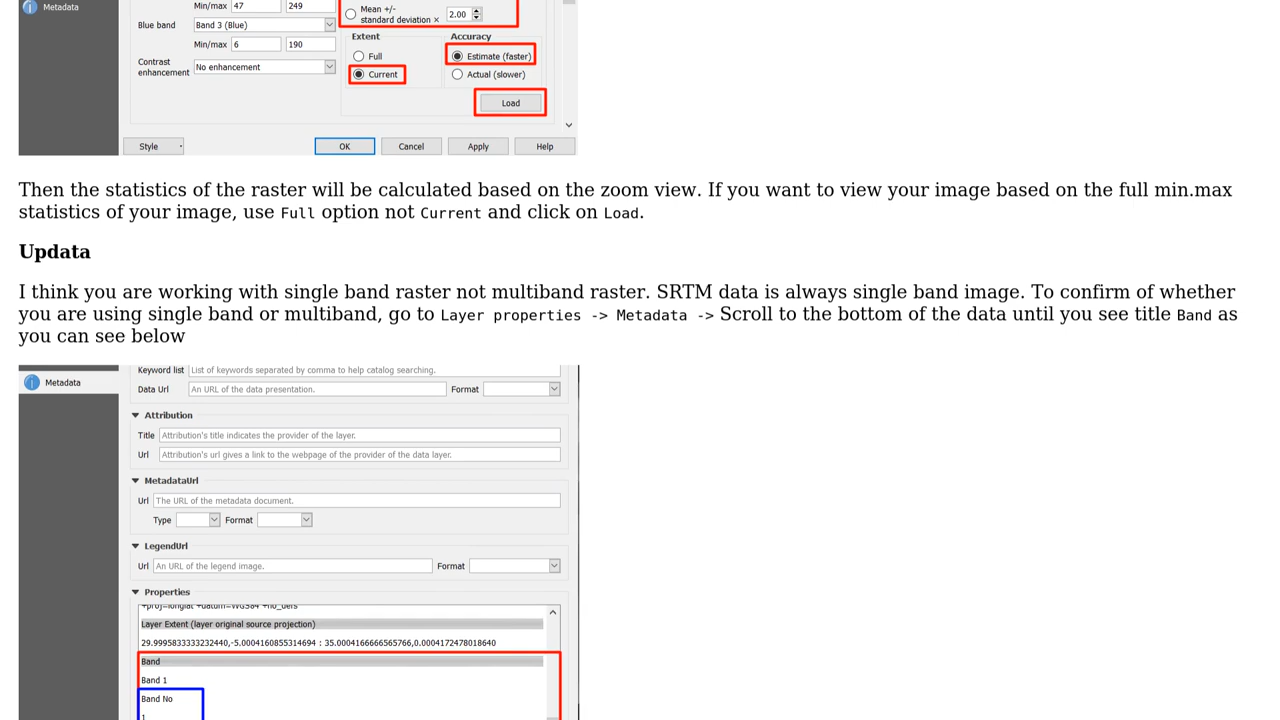 Metadata
Min/max 47 249
Mean +/-
standard deviation × 2.00
Blue band Band 3 (Blue)
Extent Accuracy
Min/max 6 190
Full Estimate (faster)
Contrast
enhancement No enhancement
Current Actual (slower)
Load
Style OK Cancel Apply Help
Then the statistics of the raster will be calculated based on the zoom view. If you want to view your image based on the full min.max
statistics of your image, use Full option not Current and click on Load.
Updata
I think you are working with single band raster not multiband raster. SRTM data is always single band image. To confirm of whether
you are using single band or multiband, go to Layer properties -> Metadata -> Scroll to the bottom of the data until you see title Band as
you can see below
Keyword list List of keywords separated by comma to help catalog searching.
Metadata
Data Url An URL of the data presentation. Format
Attribution
Title Attribution's title indicates the provider of the layer.
Url Attribution's url gives a link to the webpage of the provider of the data layer.
MetadataUrl
Url The URL of the metadata document.
Type Format
LegendUrl
Url An URL of the legend image. Format
Properties
+proj=longlat +datum=WGS84 +no_defs
Layer Extent (layer original source projection)
29.9995833333232440,-5.0004160855314694 : 35.0004166666565766,0.0004172478018640
Band
Band 1
Band No
1